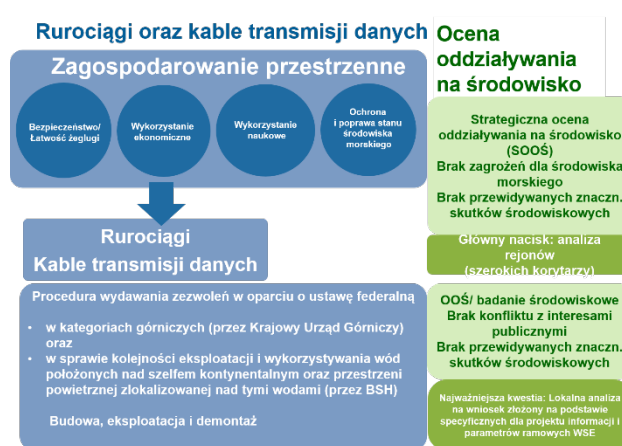 Rurociągi oraz kable transmisji danych
Zagospodarowanie przestrzenne
Bezpieczeństwo/
Łatwość żeglugi
Wykorzystanie
ekonomiczne
Wykorzystanie
naukowe
Ochrona
i poprawa stanu
środowiska
morskiego
Rurociągi
Kable transmisji danych
Procedura wydawania zezwoleń w oparciu o ustawę federalną
• w kategoriach górniczych (przez Krajowy Urząd Górniczy)
oraz
• w sprawie kolejności eksploatacji i wykorzystywania wód
położonych nad szelfem kontynentalnym oraz przestrzeni
powietrznej zlokalizowanej nad tymi wodami (przez BSH)
Budowa, eksploatacja i demontaż
Ocena
oddziaływania
na środowisko
Strategiczna ocena
oddziaływania na środowisko
(SOOŚ)
Brak zagrożeń dla środowiska
morskiego
Brak przewidywanych znaczn.
skutków środowiskowych
Główny nacisk: analiza
rejonów
(szerokich korytarzy)
OOŚ/ badanie środowiskowe
Brak konfliktu z interesami
publicznymi
Brak przewidywanych znaczn.
skutków środowiskowych
Najważniejsza kwestia: Lokalna analiza
na wniosek złożony na podstawie
specyficznych dla projektu informacji i
parametrów ramowych WSE